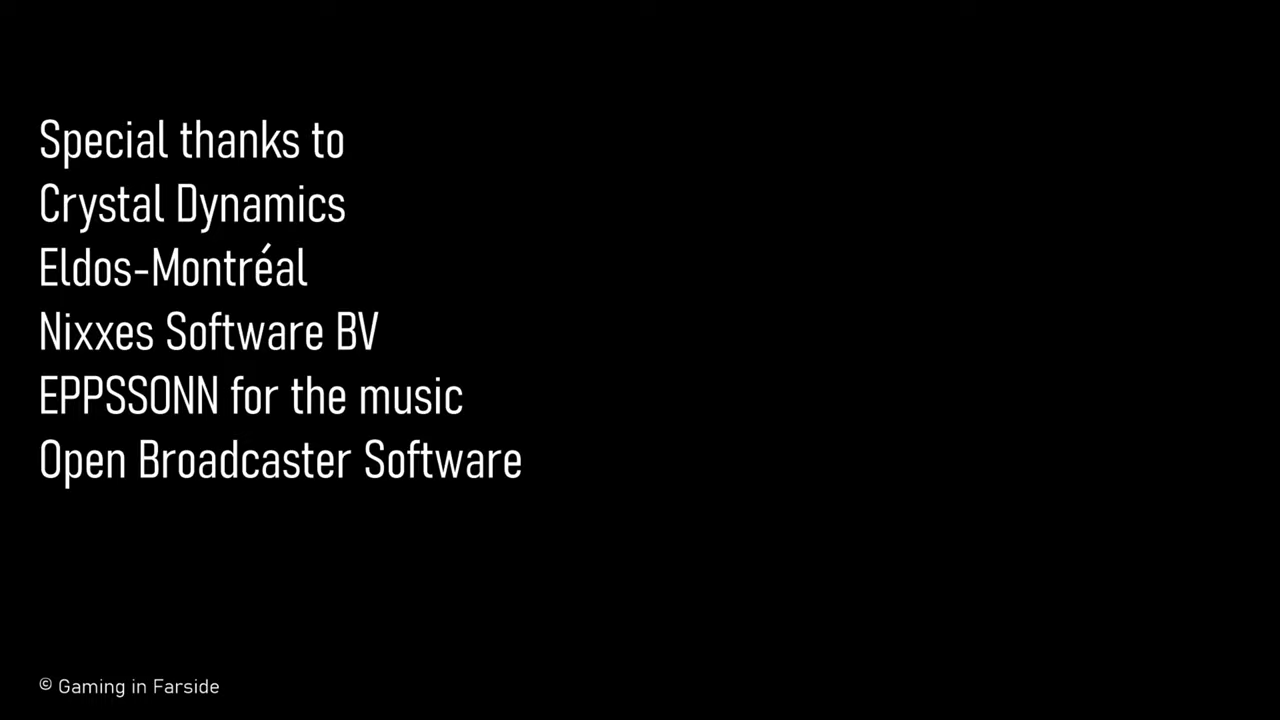 Special thanks to
Crystal Dynamics
Eldos-Montréal
Nixxes Software BV
EPPSSONN for the music
Open Broadcaster Software
© Gaming in Farside